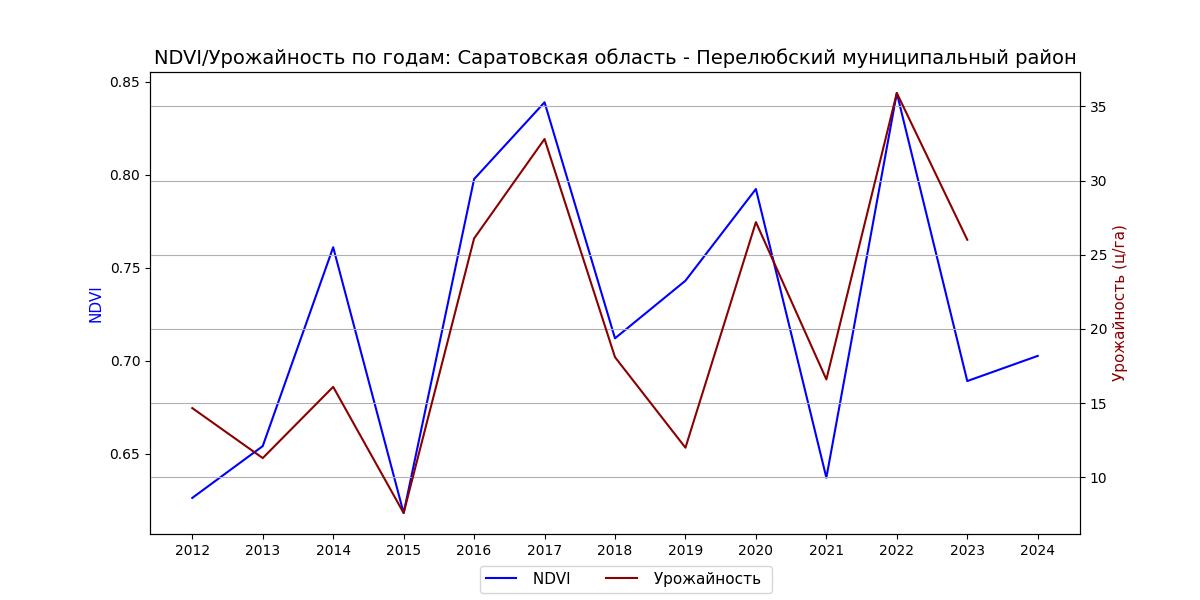 NDVI/Урожайность по годам: Саратовская область - Перелюбский муниципальный район
0.85
0.80
0.75
0.70
0.65
NDVI
35
30
25
20
15
10
Урожайность (ц/га)
2012 2013 2014 2015 2016 2017 2018 2019 2020 2021 2022 2023 2024
NDVI Урожайность